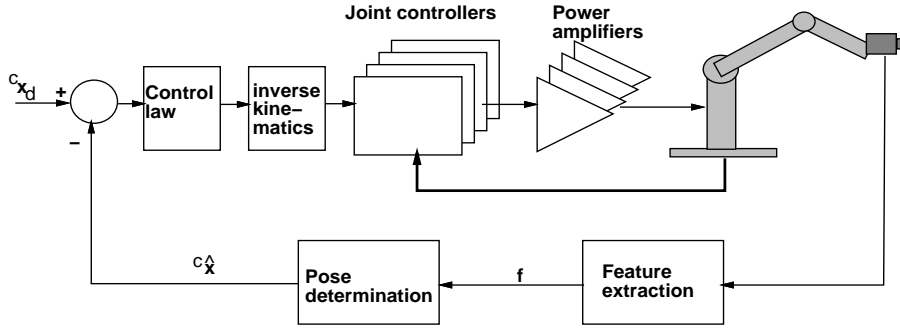 Joint controllers
Power
amplifiers
c
x
d
+
−
Control
law
inverse
kine−
matics
c x̂
Pose
determination
f
Feature
extraction